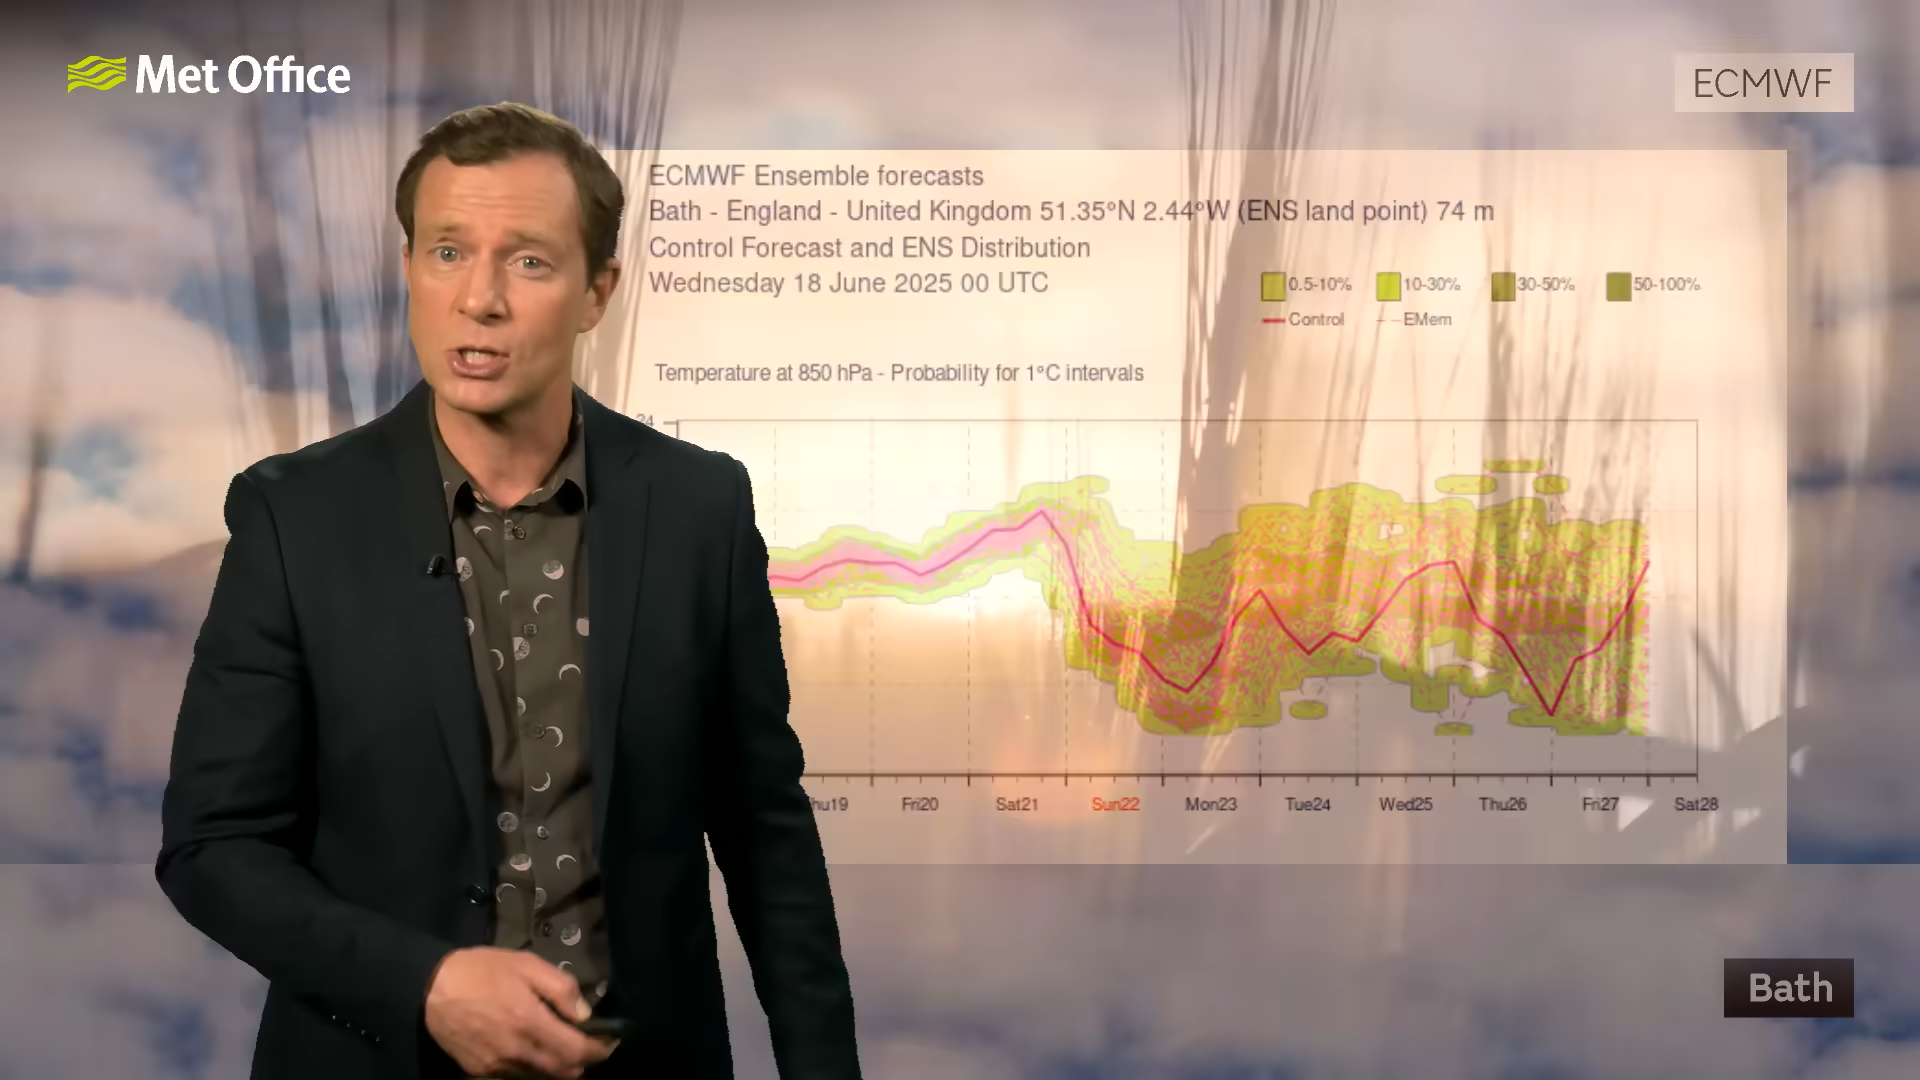 Met Office
ECMWF
ECMWF Ensemble forecasts
Bath - England - United Kingdom 51.35°N 2.44°W (ENS land point) 74 m
Control Forecast and ENS Distribution
Wednesday 18 June 2025 00 UTC
0.5-10% 10-30% 30-50% 50-100%
Control EMem
Temperature at 850 hPa - Probability for 1°C intervals
24
hu19 Fri20 Sat21 Sun22 Mon23 Tue24 Wed25 Thu26 Fri27 Sat28
Bath